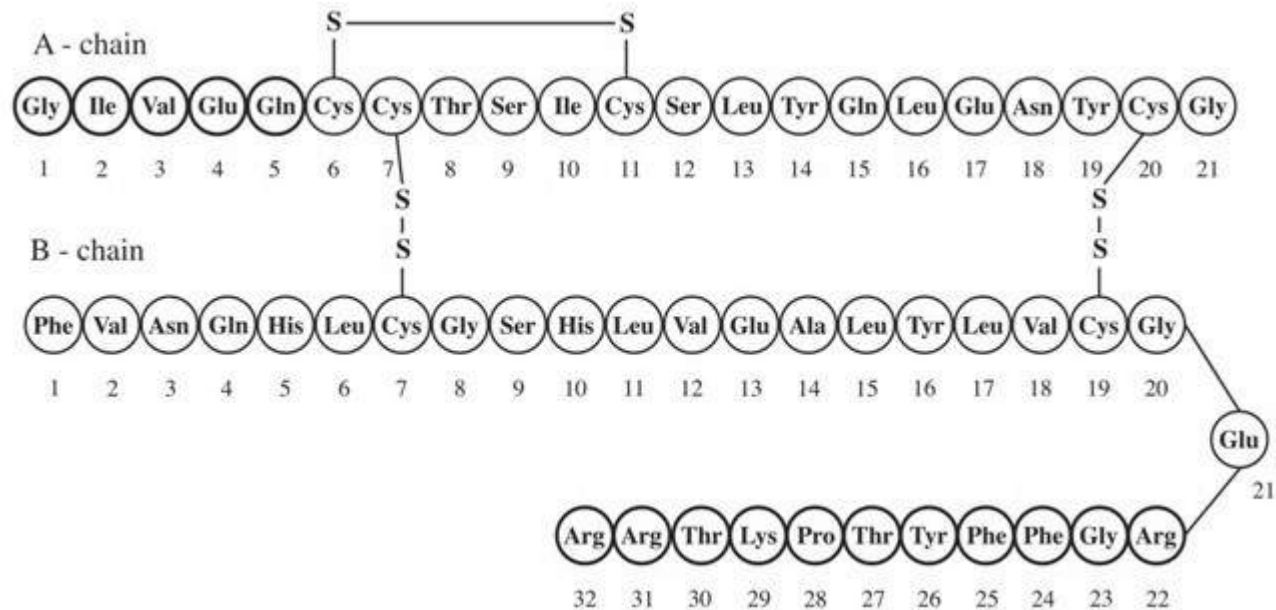 S S
A - chain
Gly Ile Val Glu Gln Cys Cys Thr Ser Ile Cys Ser Leu Tyr Gln Leu Glu Asn Tyr Cys Gly
1 2 3 4 5 6 7 8 9 10 11 12 13 14 15 16 17 18 19 20 21
S S
S S
B - chain
Phe Val Asn Gln His Leu Cys Gly Ser His Leu Val Glu Ala Leu Tyr Leu Val Cys Gly
1 2 3 4 5 6 7 8 9 10 11 12 13 14 15 16 17 18 19 20
Glu
21
Arg Arg Thr Lys Pro Thr Tyr Phe Phe Gly Arg
32 31 30 29 28 27 26 25 24 23 22